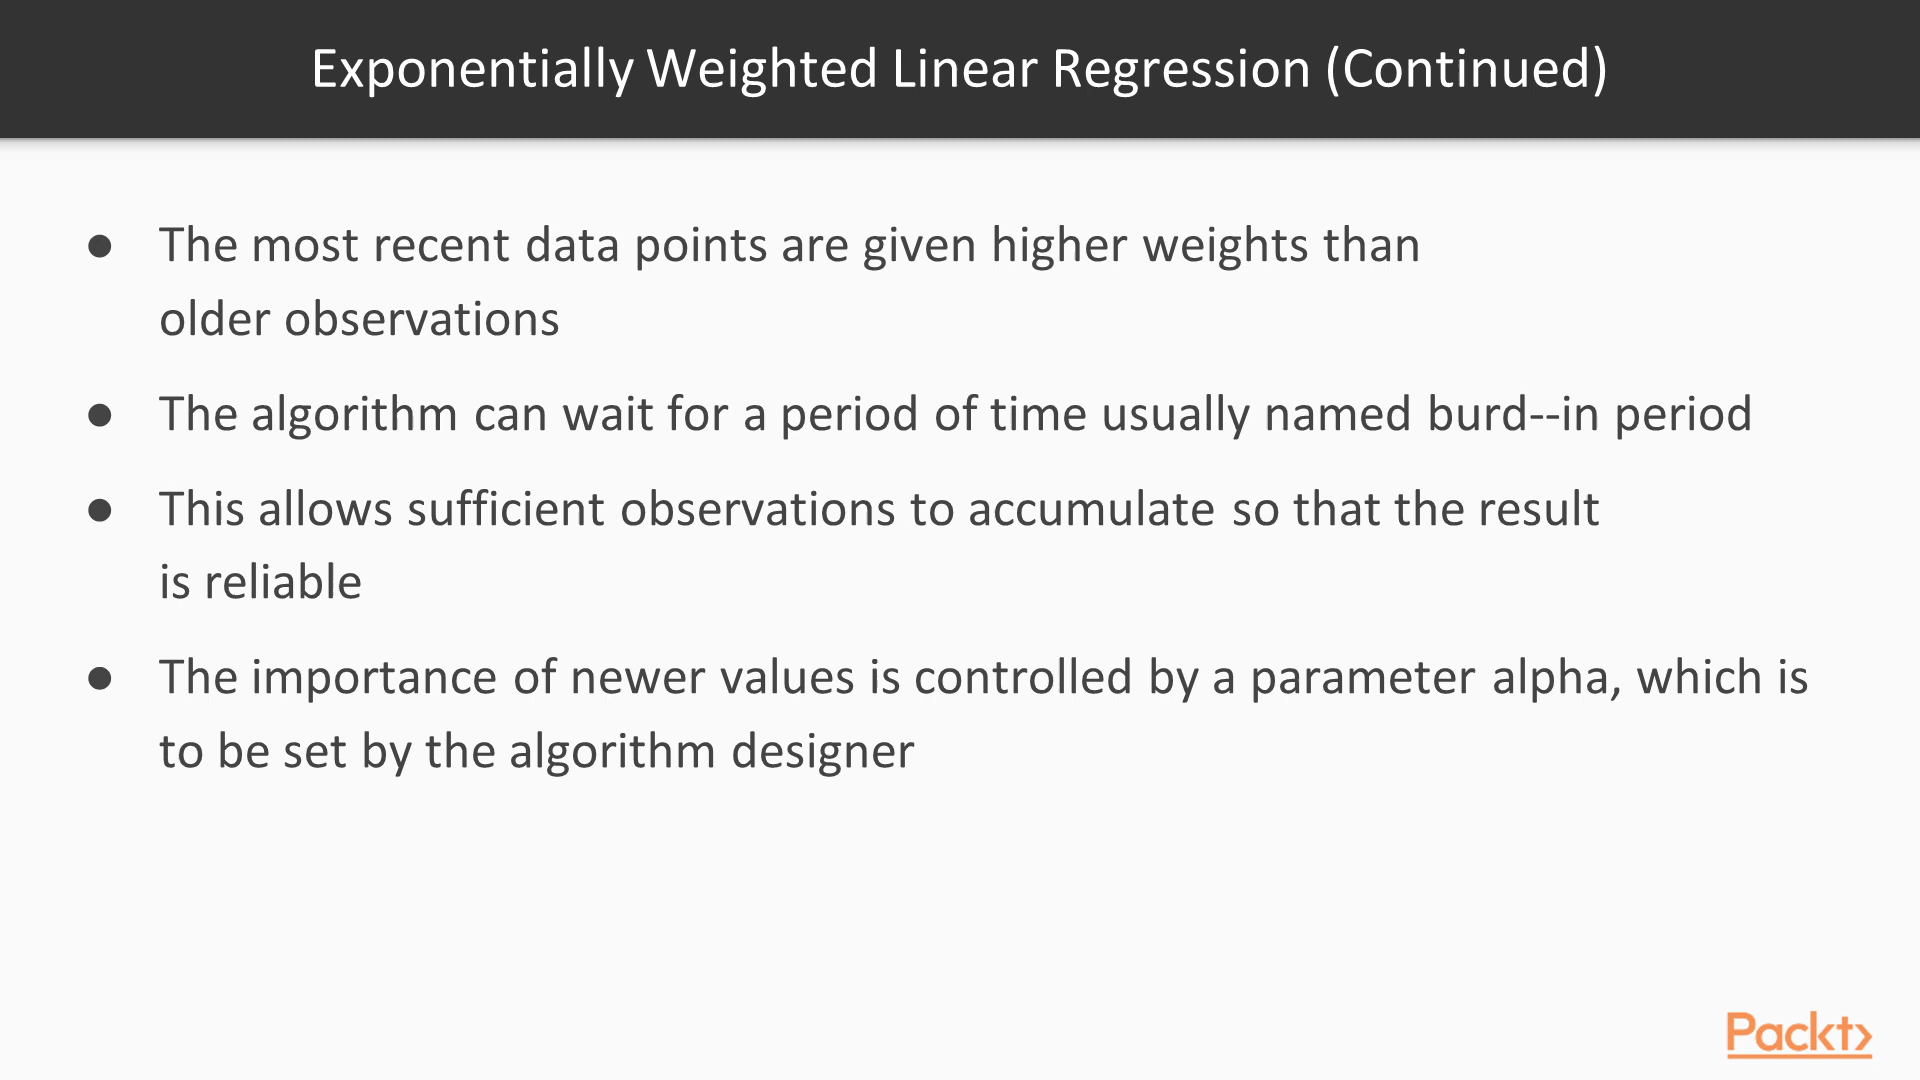 Exponentially Weighted Linear Regression (Continued)
● The most recent data points are given higher weights than
older observations
● The algorithm can wait for a period of time usually named burd--in period
● This allows sufficient observations to accumulate so that the result
is reliable
● The importance of newer values is controlled by a parameter alpha, which is
to be set by the algorithm designer
Packt>